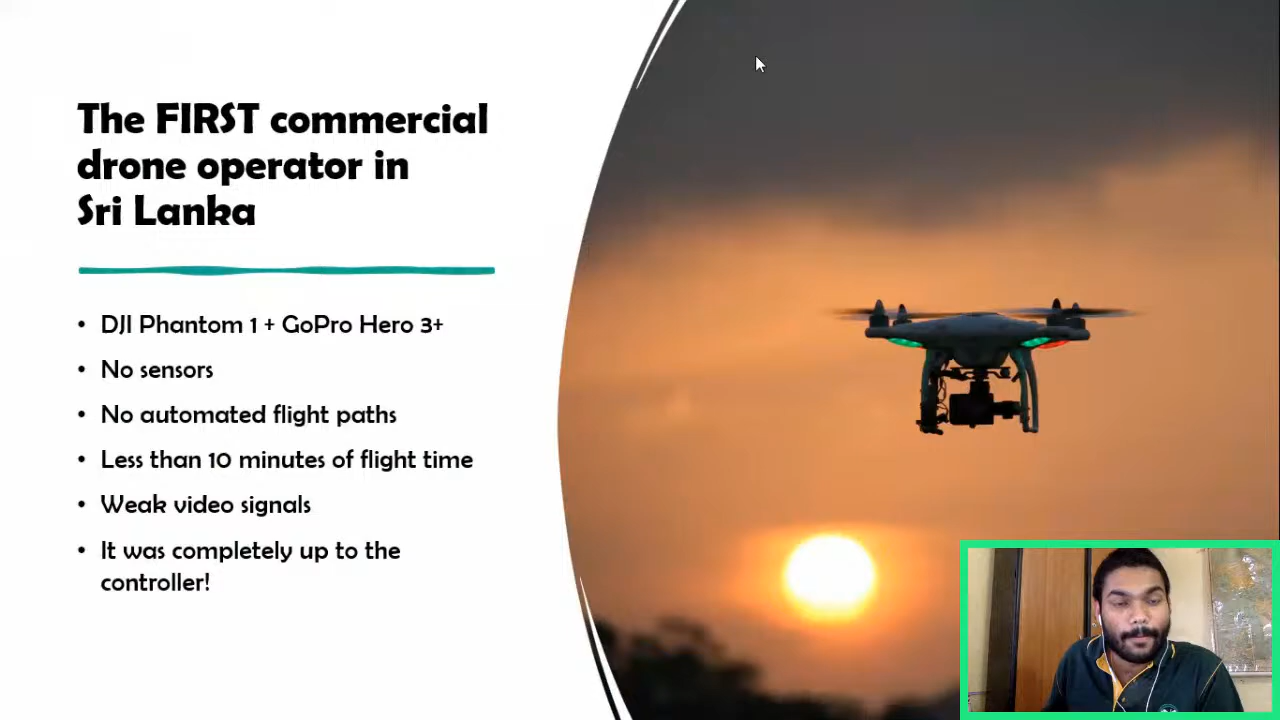 The FIRST commercial
drone operator in
Sri Lanka
• DJI Phantom 1 + GoPro Hero 3+
• No sensors
• No automated flight paths
• Less than 10 minutes of flight time
• Weak video signals
• It was completely up to the
controller!